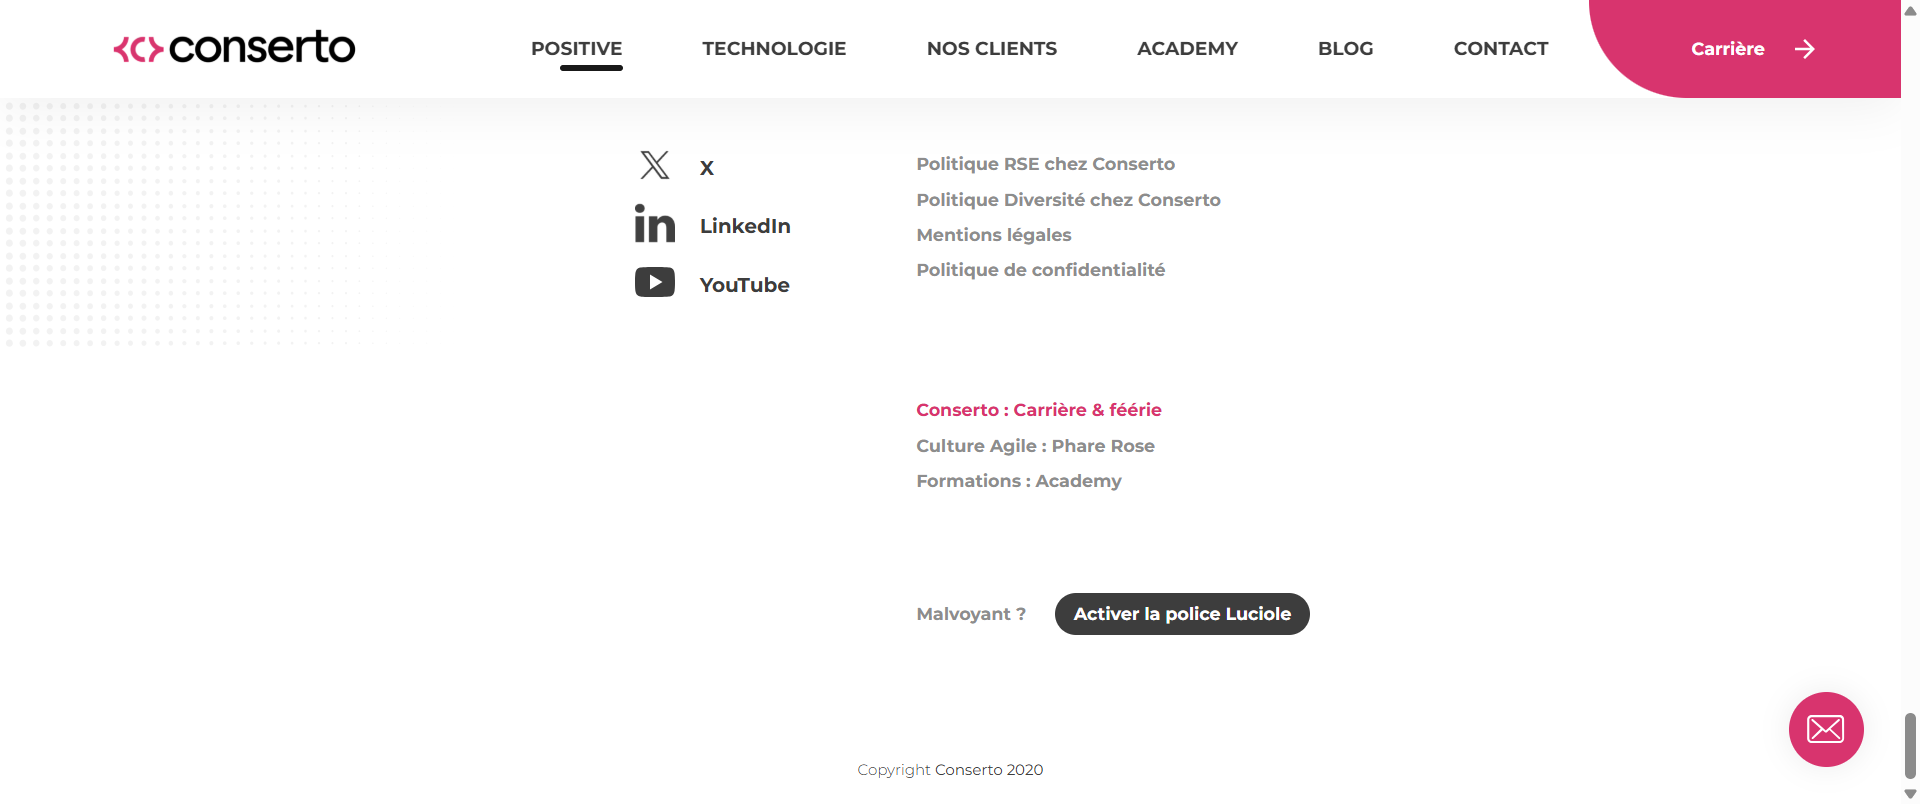 conserto
POSITIVE
TECHNOLOGIE
NOS CLIENTS
ACADEMY
BLOG
CONTACT
Carrière
X
LinkedIn
YouTube
Politique RSE chez Conserto
Politique Diversité chez Conserto
Mentions légales
Politique de confidentialité
Conserto : Carrière & féérie
Culture Agile : Phare Rose
Formations : Academy
Malvoyant ?
Activer la police Luciole
Copyright Conserto 2020